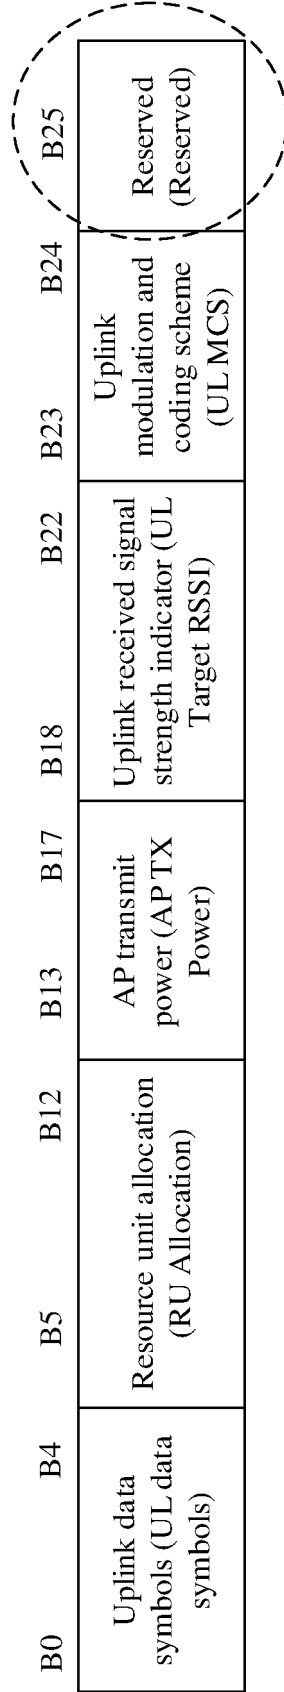 B0 B4 B5 B12 B13 B17 B18 B22 B23 B24 B25
Uplink data
symbols (UL data
symbols)
Resource unit allocation
(RU Allocation)
AP transmit
power (AP TX
Power)
Uplink received signal
strength indicator (UL
Target RSSI)
Uplink
modulation and
coding scheme
(UL MCS)
Reserved
(Reserved)